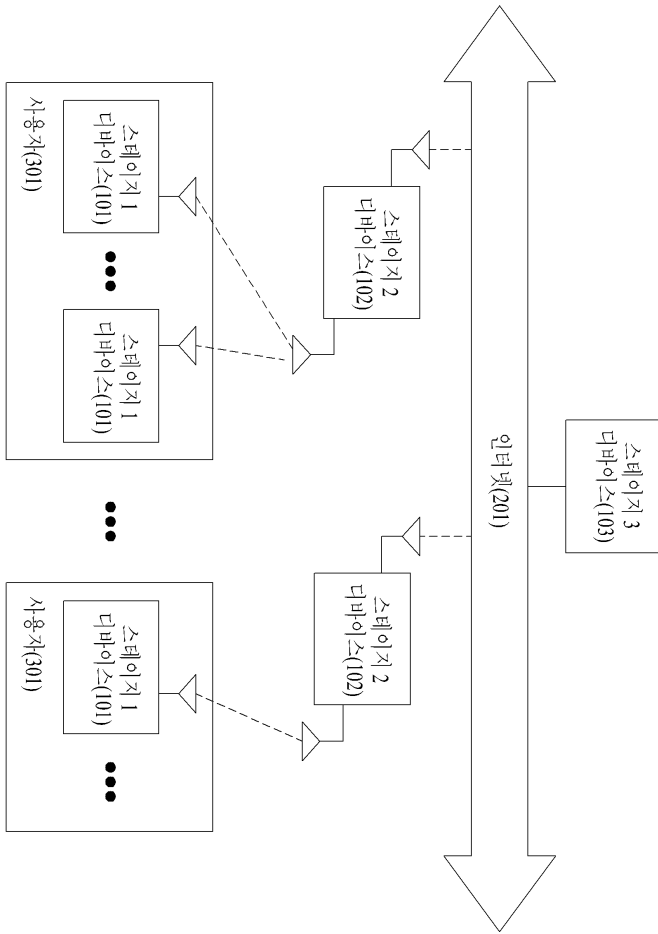 스테이지 3
디바이스(103)
인터넷(201)
스테이지 2
디바이스(102)
스테이지 2
디바이스(102)
스테이지 1
디바이스(101)
스테이지 1
디바이스(101)
사용자(301)
스테이지 1
디바이스(101)
사용자(301)